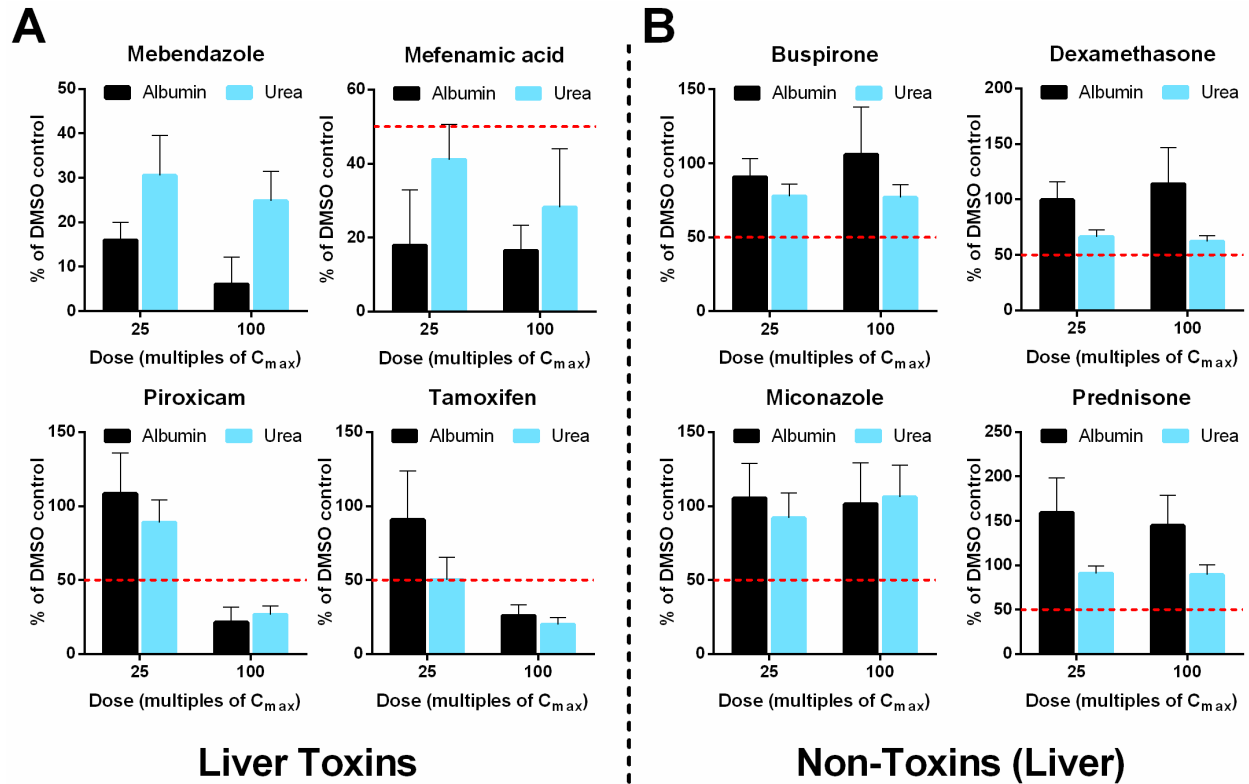 A
B
Mebendazole
Albumin Urea
% of DMSO control
50
40
30
20
10
0
25 100
Dose (multiples of Cmax)
Mefenamic acid
Albumin Urea
% of DMSO control
60
40
20
0
25 100
Dose (multiples of Cmax)
Buspirone
Albumin Urea
% of DMSO control
150
100
50
0
25 100
Dose (multiples of Cmax)
Dexamethasone
Albumin Urea
% of DMSO control
200
150
100
50
0
25 100
Dose (multiples of Cmax)
Piroxicam
Albumin Urea
% of DMSO control
150
100
50
0
25 100
Dose (multiples of Cmax)
Tamoxifen
Albumin Urea
% of DMSO control
150
100
50
0
25 100
Dose (multiples of Cmax)
Miconazole
Albumin Urea
% of DMSO control
150
100
50
0
25 100
Dose (multiples of Cmax)
Prednisone
Albumin Urea
% of DMSO control
250
200
150
100
50
0
25 100
Dose (multiples of Cmax)
Liver Toxins
Non-Toxins (Liver)